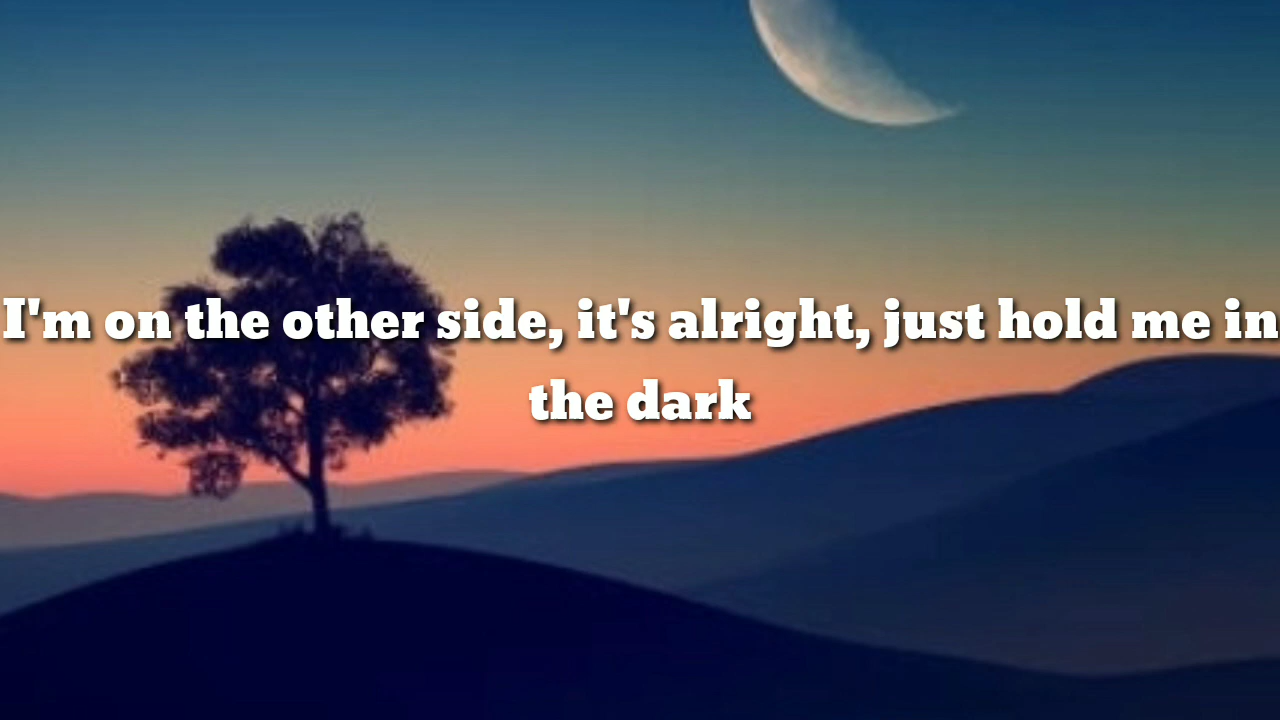 I'm on the other side, it's alright, just hold me in
the dark